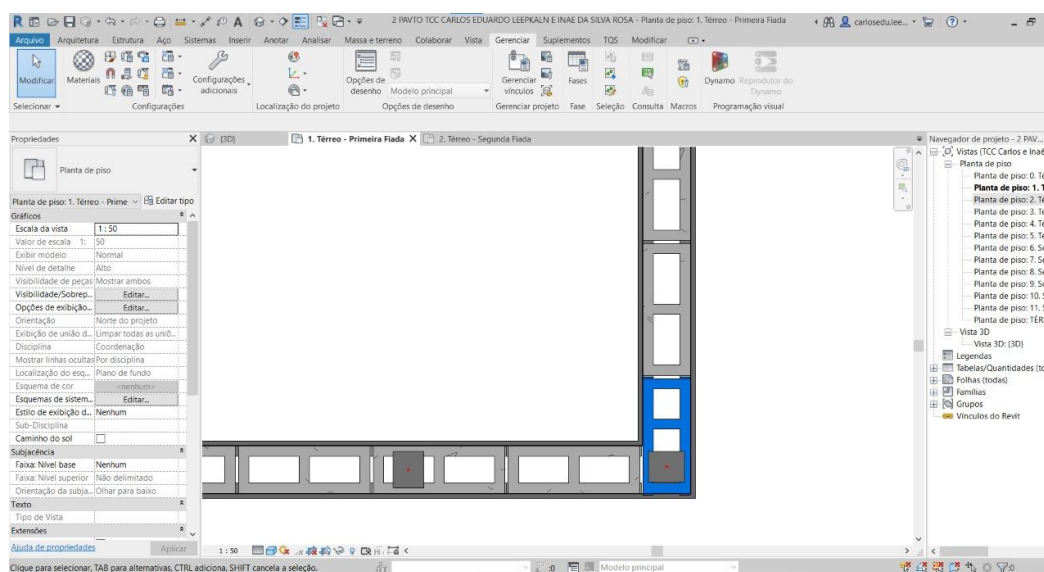 2 PAVTO TCC CARLOS EDUARDO LEEPKALN E INAE DA SILVA ROSA - Planta de piso: 1. Térreo - Primeira Fiada
carlosedu.lee...
Arquivo Arquitetura Estrutura Aço Sistemas Inserir Anotar Analisar Massa e terreno Colaborar Vista Gerenciar Suplementos TQS Modificar
Modificar
Materiais
Configurações adicionais
Opções de desenho
Modelo principal
Gerenciar vínculos
Fases
Dynamo
Reprodutor do Dynamo
Selecionar
Configurações
Localização do projeto
Opções de desenho
Gerenciar projeto
Fase
Seleção
Consulta
Macros
Programação visual
Propriedades X
(3D)
1. Térreo - Primeira Fiada X
2. Térreo - Segunda Fiada
Navegador de projeto - 2 PAV...
Planta de piso
Planta de piso: 1. Térreo - Prime
Editar tipo
Gráficos
Escala da vista 1 : 50
Valor de escala 1: 50
Exibir modelo Normal
Nível de detalhe Alto
Visibilidade de peças Mostrar ambos
Visibilidade/Sobrep... Editar...
Opções de exibição... Editar...
Orientação Norte do projeto
Exibição de união d... Limpar todas as uniõ...
Disciplina Coordenação
Mostrar linhas ocultas Por disciplina
Localização do esq... Plano de fundo
Esquema de cor <nenhum>
Esquemas de sistem... Editar...
Estilo de exibição d... Nenhum
Sub-Disciplina
Caminho do sol
Subjacência
Faixa: Nível base Nenhum
Faixa: Nível superior Não delimitado
Orientação da subja... Olhar para baixo
Texto
Tipo de Vista
Extensões
Ajuda de propriedades
Aplicar
Vistas (TCC Carlos e Inaê
Planta de piso
Planta de piso: 0. Té
Planta de piso: 1. T
Planta de piso: 2. Té
Planta de piso: 3. Té
Planta de piso: 4. Té
Planta de piso: 5. Té
Planta de piso: 6. Se
Planta de piso: 7. Se
Planta de piso: 8. Se
Planta de piso: 9. Se
Planta de piso: 10. S
Planta de piso: 11. S
Planta de piso: TÉR
Vista 3D
Vista 3D: {3D}
Legendas
Tabelas/Quantidades (to
Folhas (todas)
Famílias
Grupos
Vínculos do Revit
1 : 50
Clique para selecionar, TAB para alternativas, CTRL adiciona, SHIFT cancela a seleção.
:0
Modelo principal
:0